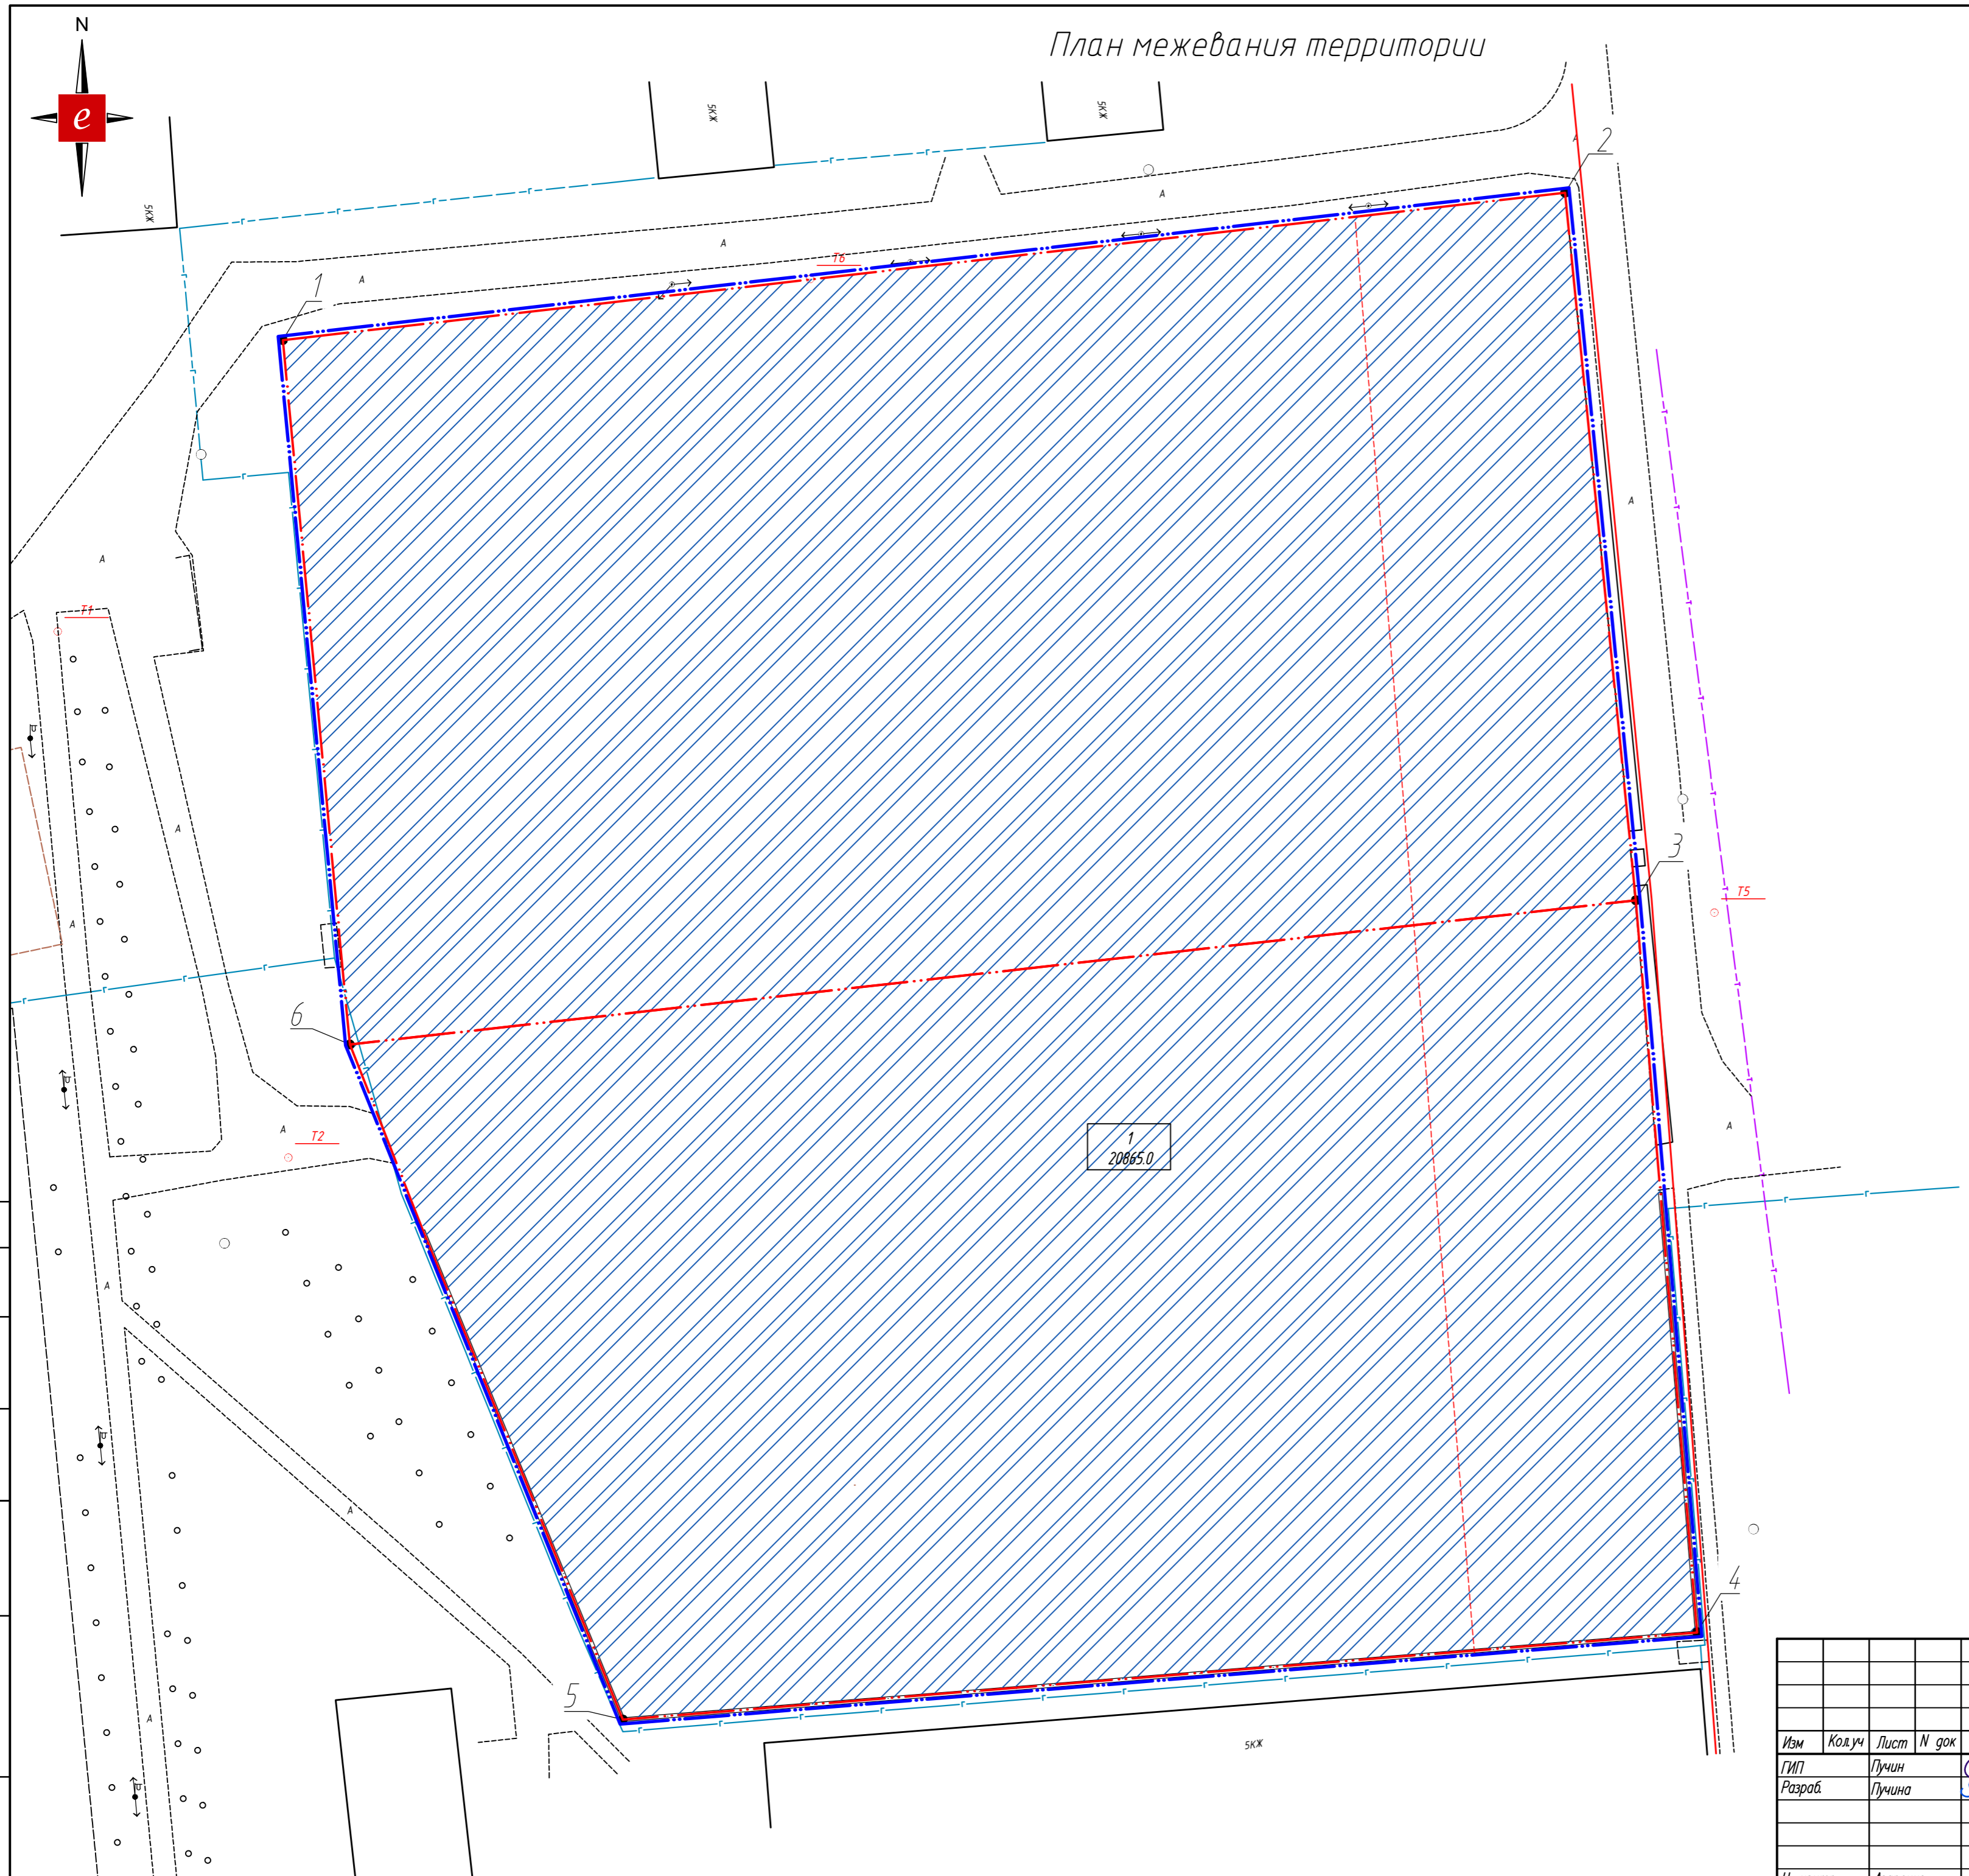 План межевания территории
N
e
5КЖ
5КЖ
5КЖ
А
2
А
Т6
А
1
А
г
г
г
г
г
г
А
А
Т1
А
3
Т5
А
6
А
Т2
1
20865.0
А
А
А
4
5
А
5КЖ
Изм Кол.уч Лист N док
ГИП Пучин
Разраб. Пучина